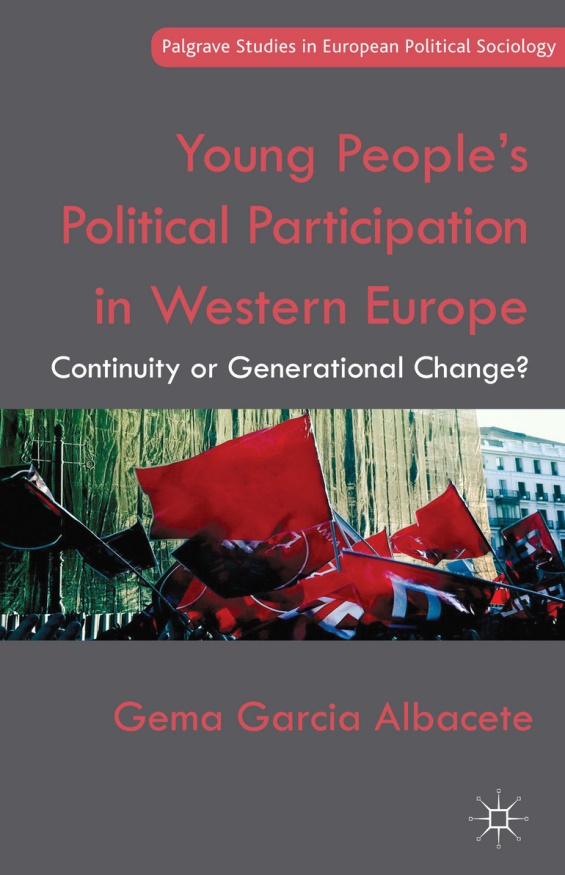 Palgrave Studies in European Political Sociology
Young People's
Political Participation
in Western Europe
Continuity or Generational Change?
Gema Garcia Albacete